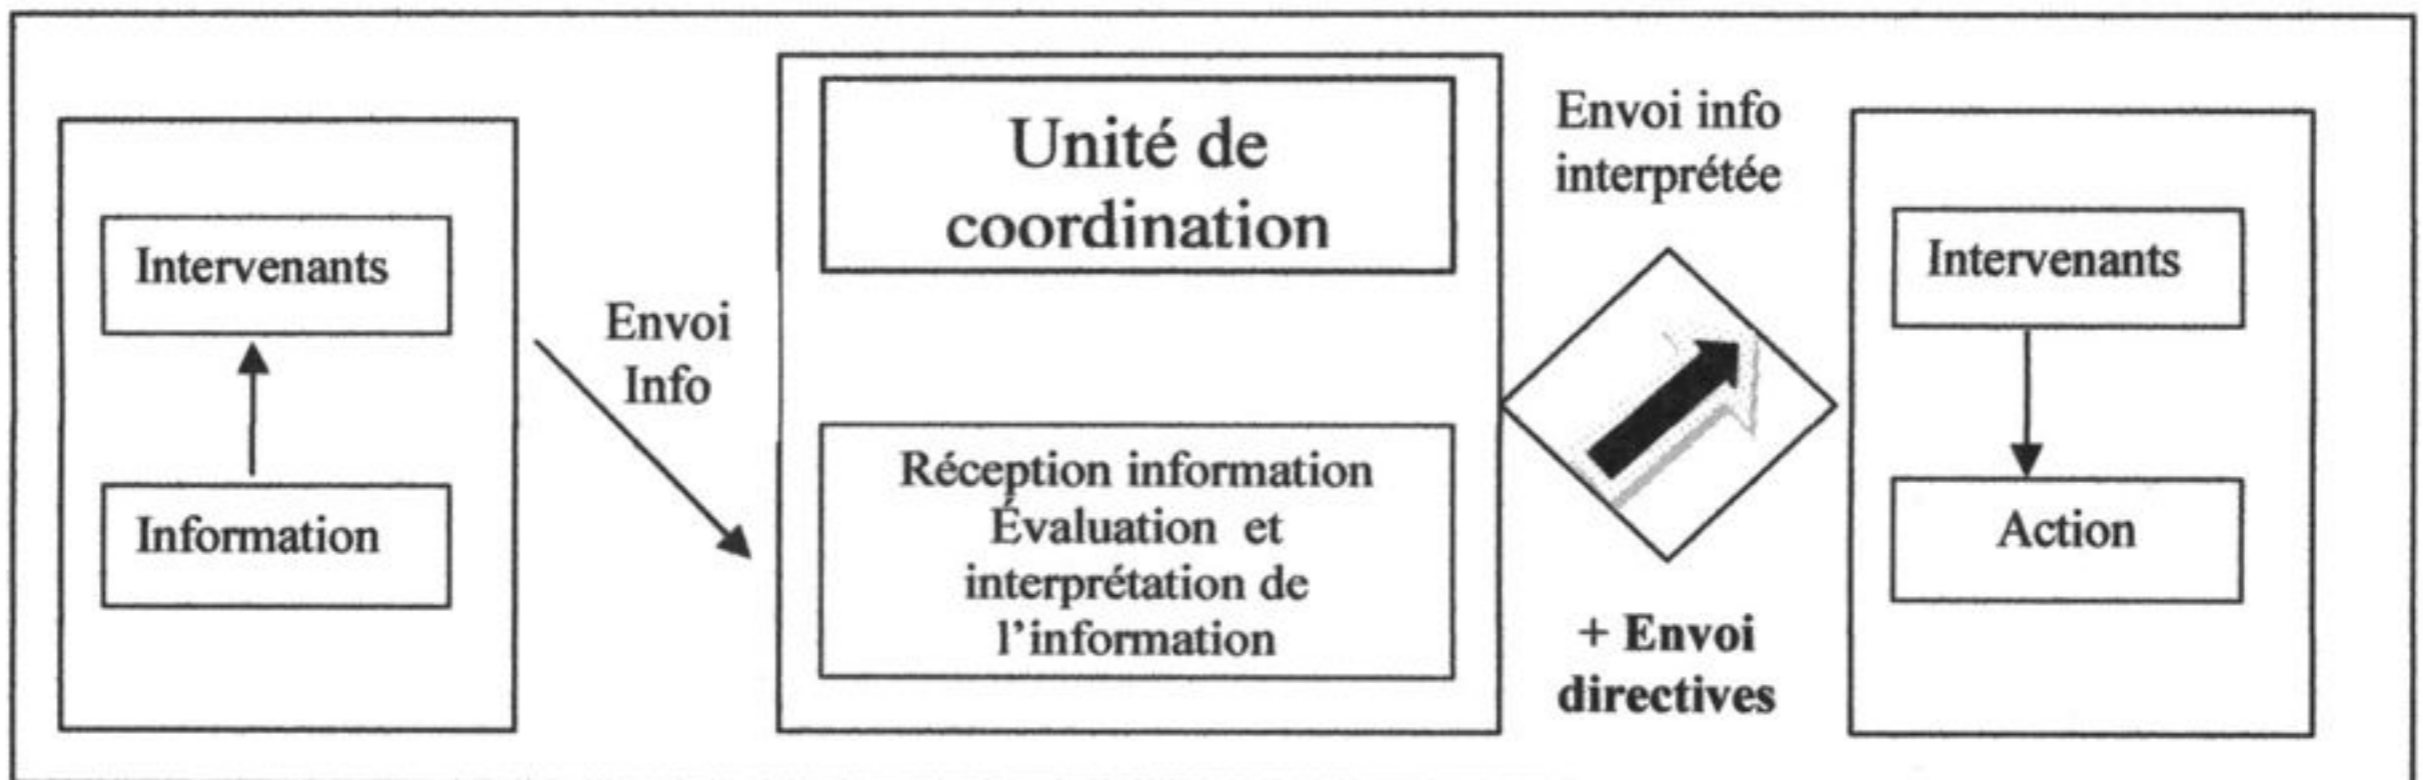 Intervenants
Information
Envoi
Info
Unité de
coordination
Réception information
Évaluation et
interprétation de
l'information
Envoi info
interprétée
+ Envoi
directives
Intervenants
Action